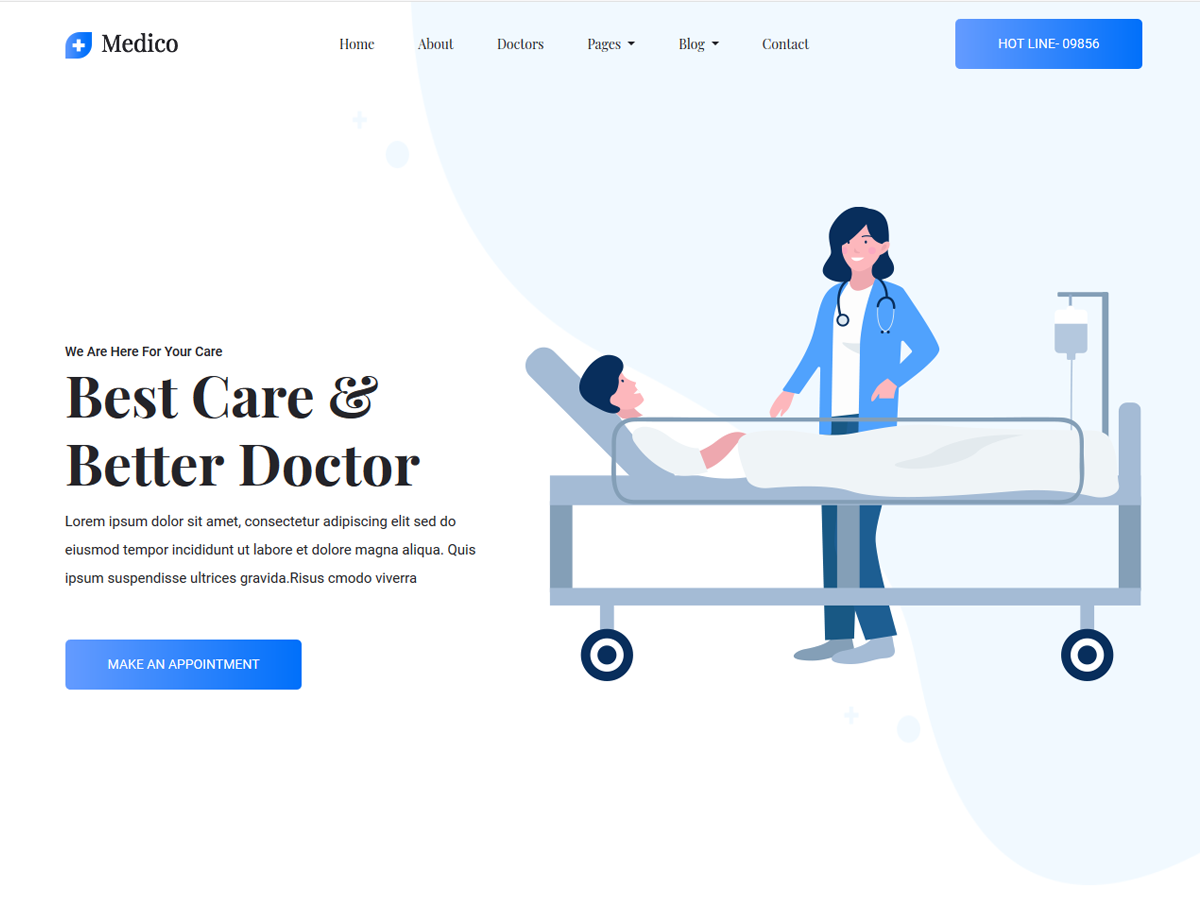 Medico
Home About Doctors Pages Blog Contact
HOT LINE- 09856
We Are Here For Your Care
Best Care &
Better Doctor
Lorem ipsum dolor sit amet, consectetur adipiscing elit sed do
eiusmod tempor incididunt ut labore et dolore magna aliqua. Quis
ipsum suspendisse ultrices gravida.Risus cmodo viverra
MAKE AN APPOINTMENT